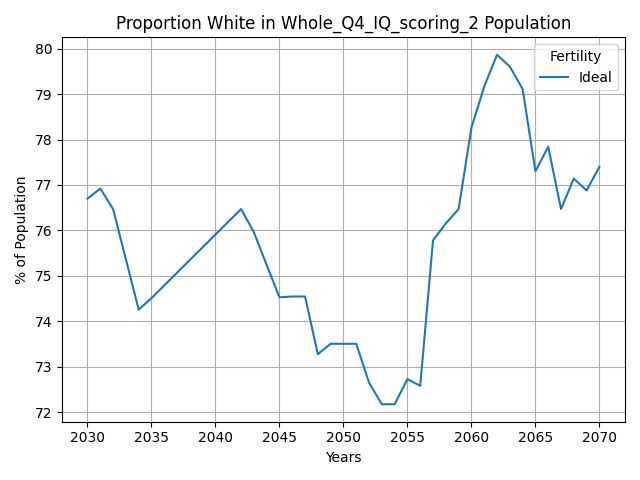 Proportion White in Whole_Q4_IQ_scoring_2 Population
Fertility
Ideal
% of Population
80
79
78
77
76
75
74
73
72
2030 2035 2040 2045 2050 2055 2060 2065 2070
Years